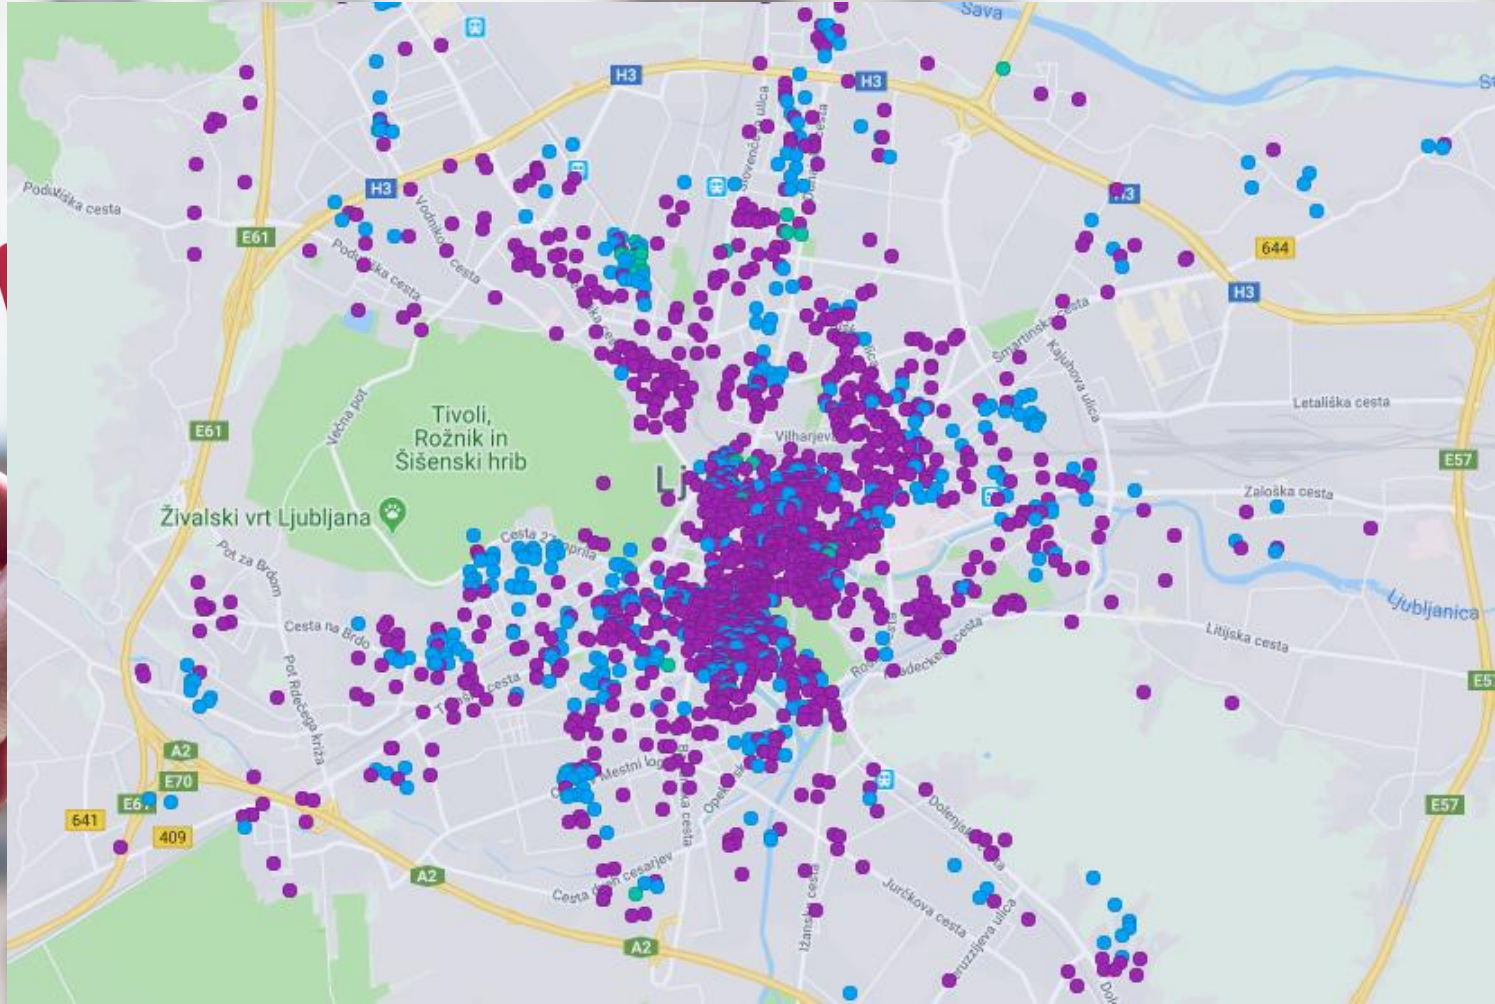 Sava
H3
H3
Slovenčeva ulica
H3
H3
Podutiška cesta
E61
Vodnikova cesta
Podutiška cesta
644
H3
Šmartinska cesta
Kajuhova ulica
Večna pot
Letališka cesta
E61
Tivoli,
Rožnik in
Šišenski hrib
Vilharjeva
E57
Lj
Zaloška cesta
Živalski vrt Ljubljana
Cesta 27. aprila
Pot za Brdom
Ljubljanica
Cesta na Brdo
Litijska cesta
Pot Rdečega križa
E57
A2
E70
E61
Mestni log
641
409
E57
Dolenjska cesta
A2
Cesta dveh cesarjev
Jurčkova cesta
Ižanska cesta
A2